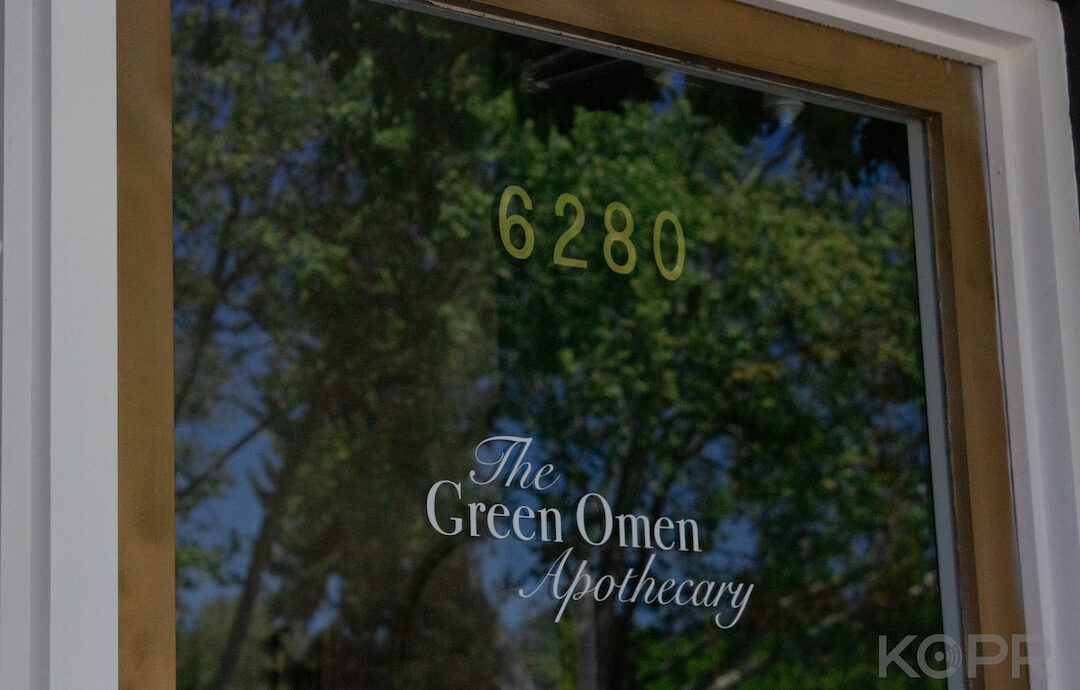 6280
The
Green Omen
Apothecary
KOPR